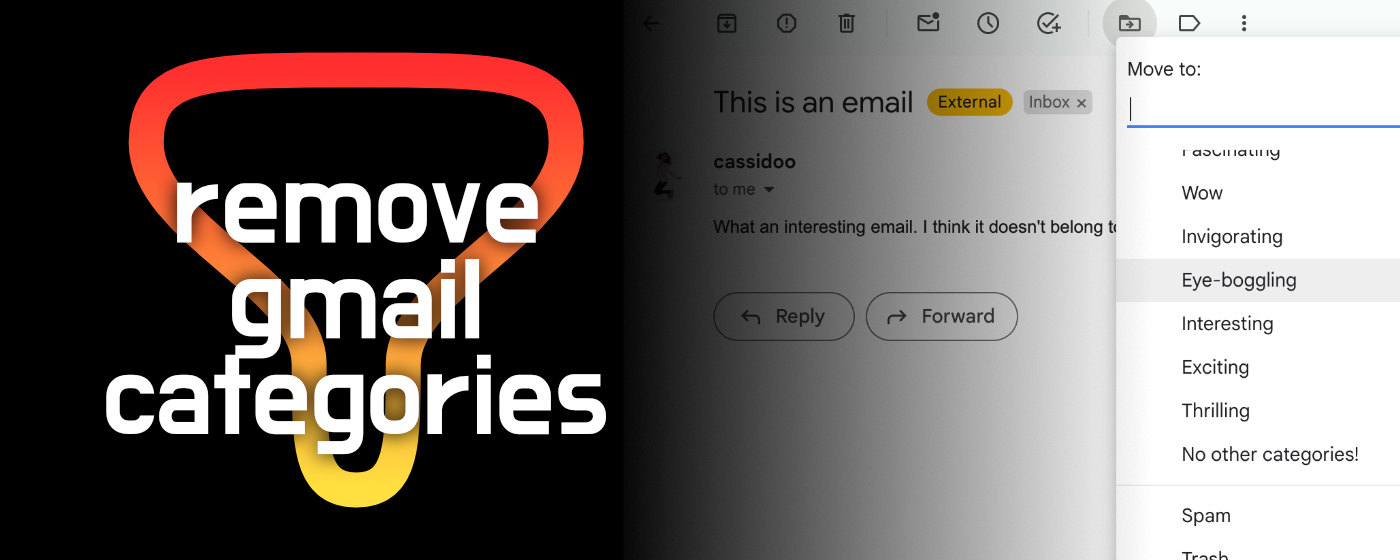 remove
gmail
categories
This is an email External Inbox ×
cassidoo
to me
What an interesting email. I think it doesn't belong
Reply Forward
Move to:
Fascinating
Wow
Invigorating
Eye-boggling
Interesting
Exciting
Thrilling
No other categories!
Spam
Trash